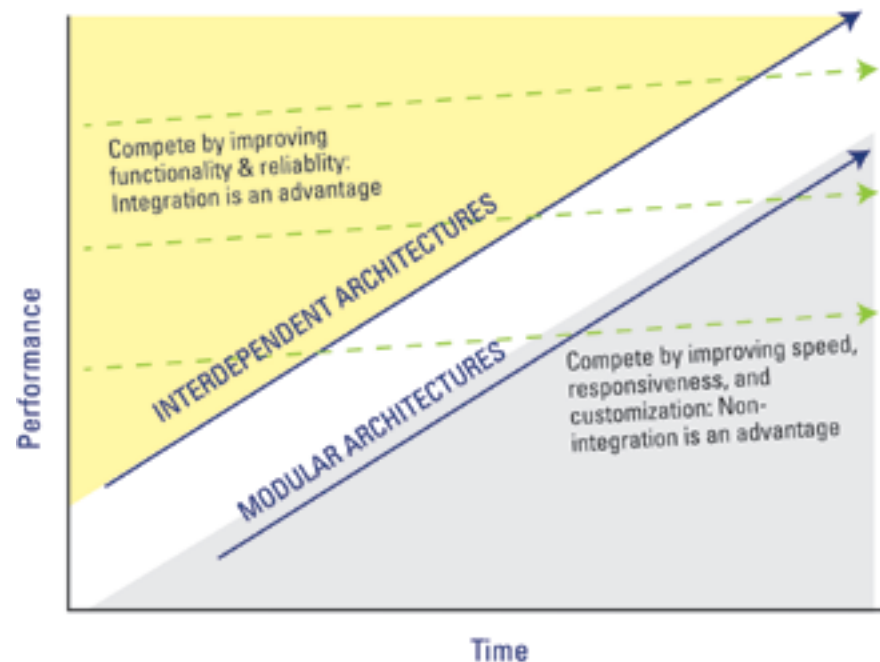 Compete by improving
functionality & reliablity:
Integration is an advantage
INTERDEPENDENT ARCHITECTURES
MODULAR ARCHITECTURES
Compete by improving speed,
responsiveness, and
customization: Non-
integration is an advantage
Performance
Time